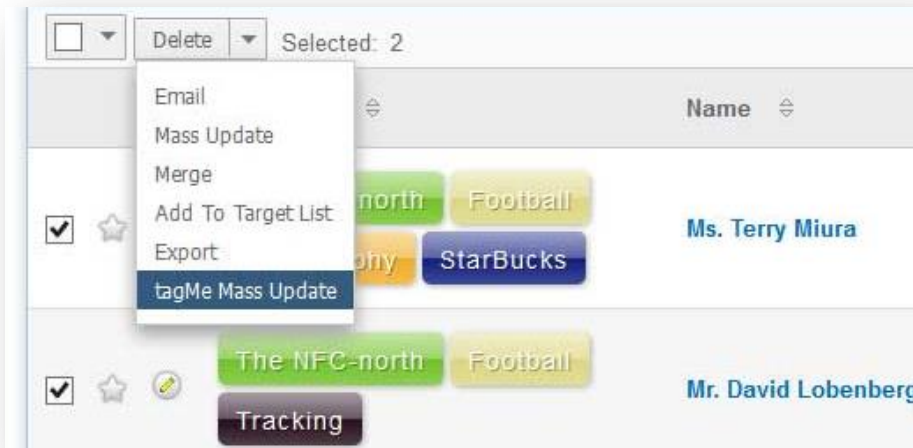 Delete Selected: 2
Email
Mass Update
Merge
Add To Target List
Export
tagMe Mass Update
Name
north Football
phy StarBucks
Ms. Terry Miura
The NFC-north Football
Tracking
Mr. David Lobenberg